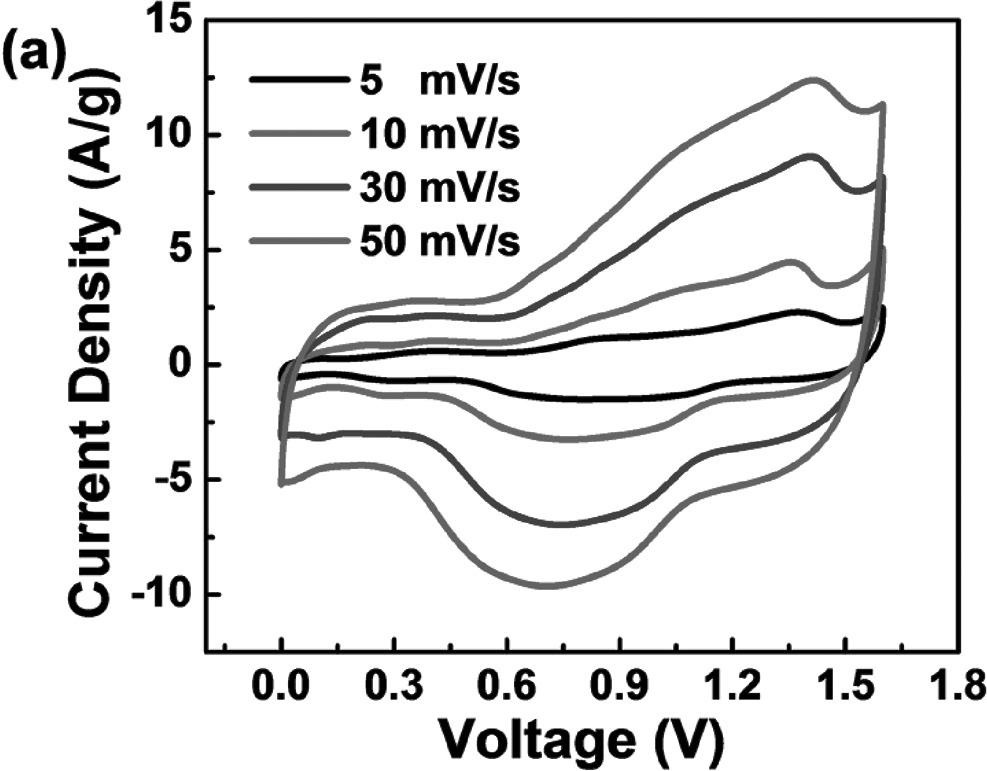 (a)
Current Density (A/g)
15
10
5
0
-5
-10
5 mV/s
10 mV/s
30 mV/s
50 mV/s
0.0 0.3 0.6 0.9 1.2 1.5 1.8
Voltage (V)